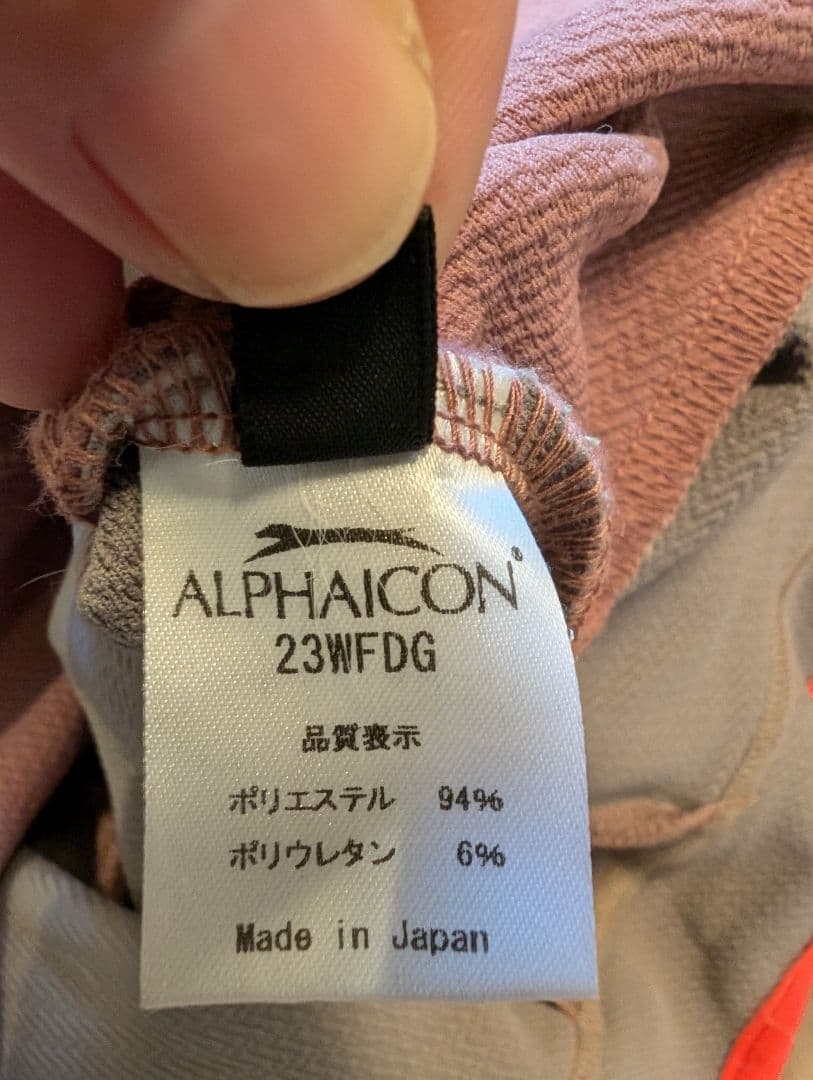 ALPHAICON®
23WFDG
品質表示
ポリエステル 94%
ポリウレタン 6%
Made in Japan